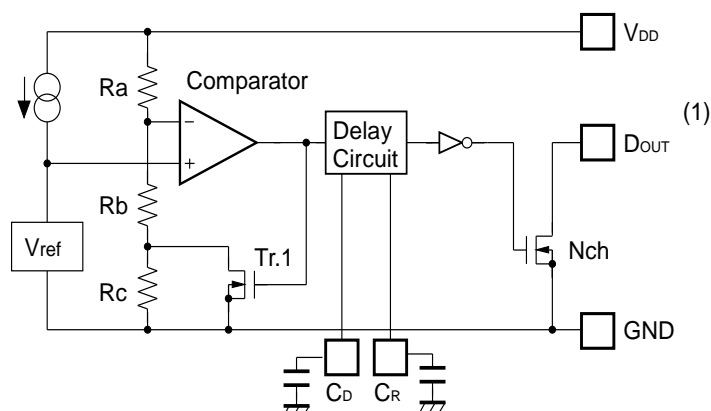 VDD
Ra
Comparator
(1)
−
+
Delay
Circuit
DOUT
Rb
Vref
Tr.1
Nch
Rc
GND
CD
CR